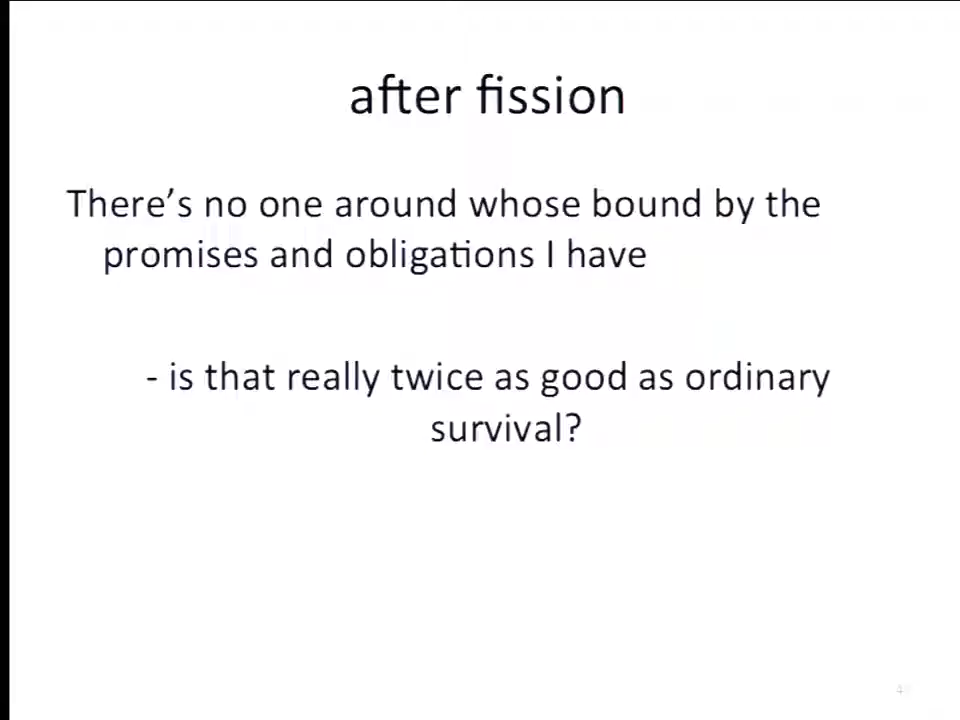 after fission
There’s no one around whose bound by the
promises and obligations I have
- is that really twice as good as ordinary
survival?